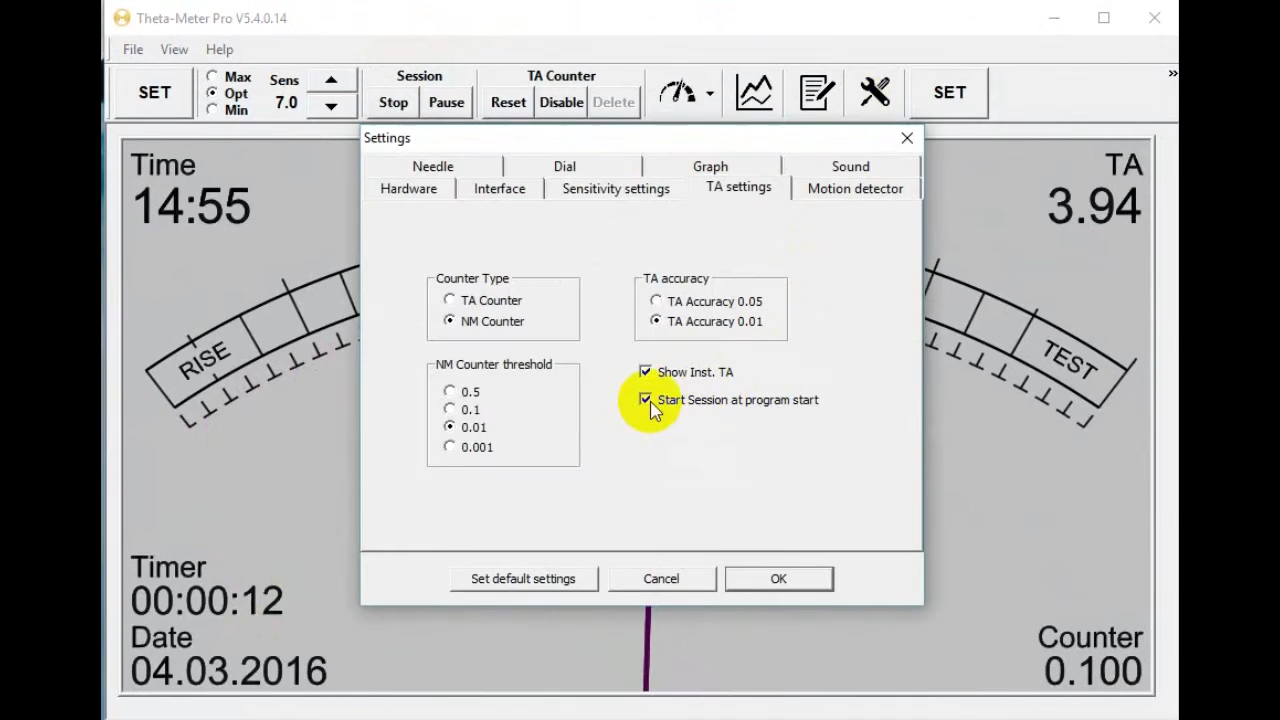 Theta-Meter Pro V5.4.0.14
File View Help
SET
Max
Opt
Min
Sens
7.0
Session
Stop Pause
TA Counter
Reset Disable Delete
SET
»
Time
14:55
TA
3.94
RISE
TEST
Settings
Needle Dial Graph Sound
Hardware Interface Sensitivity settings TA settings Motion detector
Counter Type
TA Counter
NM Counter
TA accuracy
TA Accuracy 0.05
TA Accuracy 0.01
NM Counter threshold
0.5
0.1
0.01
0.001
Show Inst. TA
Start Session at program start
Set default settings Cancel OK
Timer
00:00:12
Date
04.03.2016
Counter
0.100